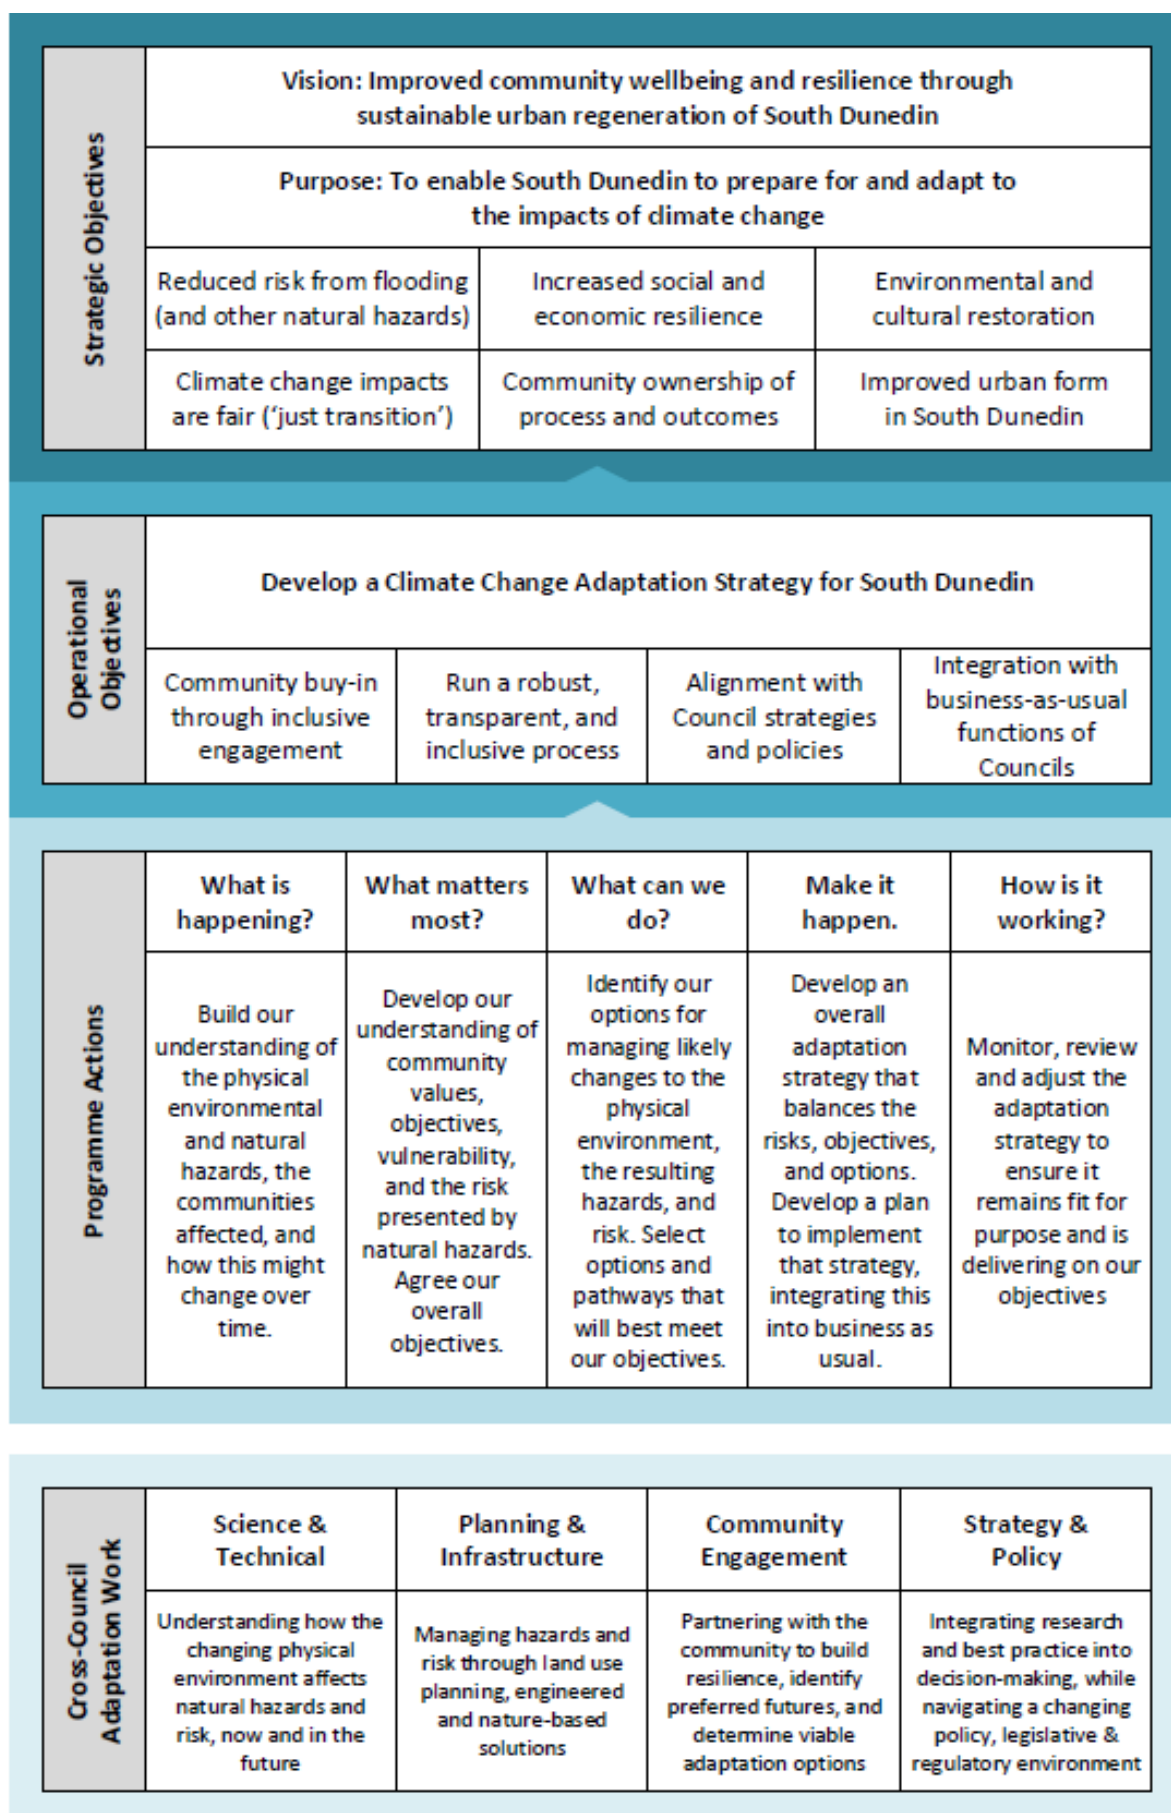 Strategic Objectives
Vision: Improved community wellbeing and resilience through
sustainable urban regeneration of South Dunedin
Purpose: To enable South Dunedin to prepare for and adapt to
the impacts of climate change
Reduced risk from flooding
(and other natural hazards)
Increased social and
economic resilience
Environmental and
cultural restoration
Climate change impacts
are fair (‘just transition’)
Community ownership of
process and outcomes
Improved urban form
in South Dunedin
Operational
Objectives
Develop a Climate Change Adaptation Strategy for South Dunedin
Community buy-in
through inclusive
engagement
Run a robust,
transparent, and
inclusive process
Alignment with
Council strategies
and policies
Integration with
business-as-usual
functions of
Councils
Programme Actions
What is
happening?
What matters
most?
What can we
do?
Make it
happen.
How is it
working?
Build our
understanding of
the physical
environmental
and natural
hazards, the
communities
affected, and
how this might
change over
time.
Develop our
understanding of
community
values,
objectives,
vulnerability,
and the risk
presented by
natural hazards.
Agree our
overall
objectives.
Identify our
options for
managing likely
changes to the
physical
environment,
the resulting
hazards, and
risk. Select
options and
pathways that
will best meet
our objectives.
Develop an
overall
adaptation
strategy that
balances the
risks, objectives,
and options.
Develop a plan
to implement
that strategy,
integrating this
into business as
usual.
Monitor, review
and adjust the
adaptation
strategy to
ensure it
remains fit for
purpose and is
delivering on our
objectives
Cross-Council
Adaptation Work
Science &
Technical
Planning &
Infrastructure
Community
Engagement
Strategy &
Policy
Understanding how the
changing physical
environment affects
natural hazards and
risk, now and in the
future
Managing hazards and
risk through land use
planning, engineered
and nature-based
solutions
Partnering with the
community to build
resilience, identify
preferred futures, and
determine viable
adaptation options
Integrating research
and best practice into
decision-making, while
navigating a changing
policy, legislative &
regulatory environment